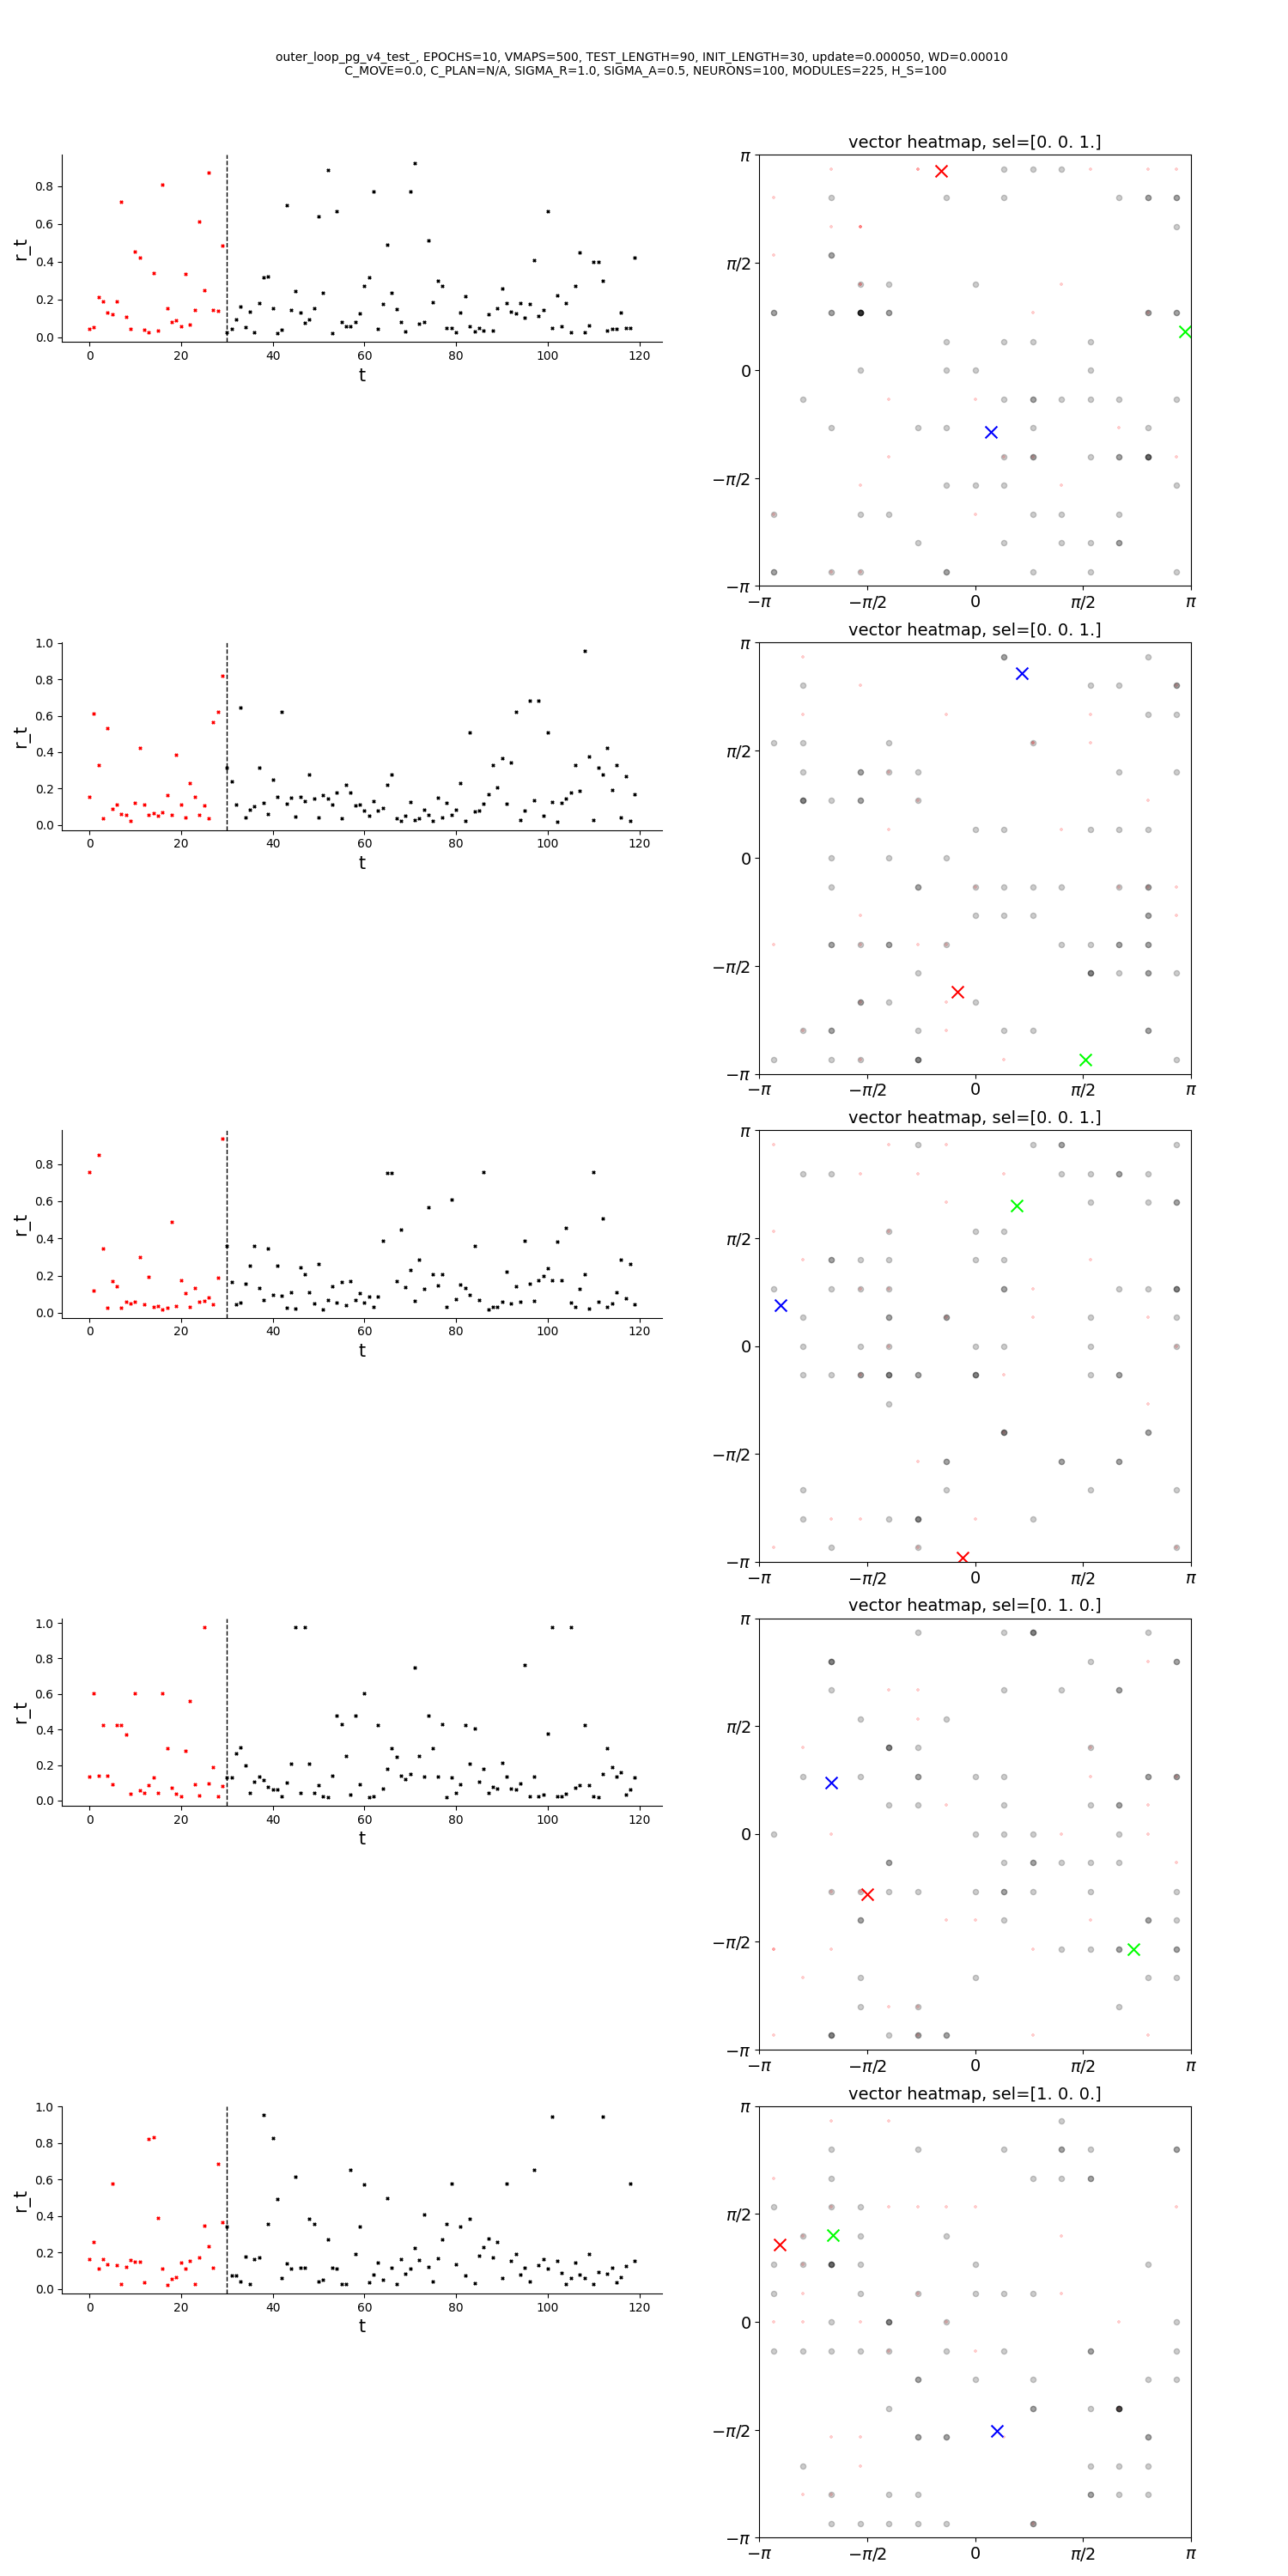 outer_loop_pg_v4_test_, EPOCHS=10, VMAPS=500, TEST_LENGTH=90, INIT_LENGTH=30, update=0.000050, WD=0.00010
C_MOVE=0.0, C_PLAN=N/A, SIGMA_R=1.0, SIGMA_A=0.5, NEURONS=100, MODULES=225, H_S=100
vector heatmap, sel=[0. 0. 1.]
r_t
0.8
0.6
0.4
0.2
0.0
0 20 40 60 80 100 120
t
π
π/2
0
−π/2
−π
−π −π/2 0 π/2 π
vector heatmap, sel=[0. 0. 1.]
r_t
1.0
0.8
0.6
0.4
0.2
0.0
0 20 40 60 80 100 120
t
π
π/2
0
−π/2
−π
−π −π/2 0 π/2 π
vector heatmap, sel=[0. 0. 1.]
r_t
0.8
0.6
0.4
0.2
0.0
0 20 40 60 80 100 120
t
π
π/2
0
−π/2
−π
−π −π/2 0 π/2 π
vector heatmap, sel=[0. 1. 0.]
r_t
1.0
0.8
0.6
0.4
0.2
0.0
0 20 40 60 80 100 120
t
π
π/2
0
−π/2
−π
−π −π/2 0 π/2 π
vector heatmap, sel=[1. 0. 0.]
r_t
1.0
0.8
0.6
0.4
0.2
0.0
0 20 40 60 80 100 120
t
π
π/2
0
−π/2
−π
−π −π/2 0 π/2 π